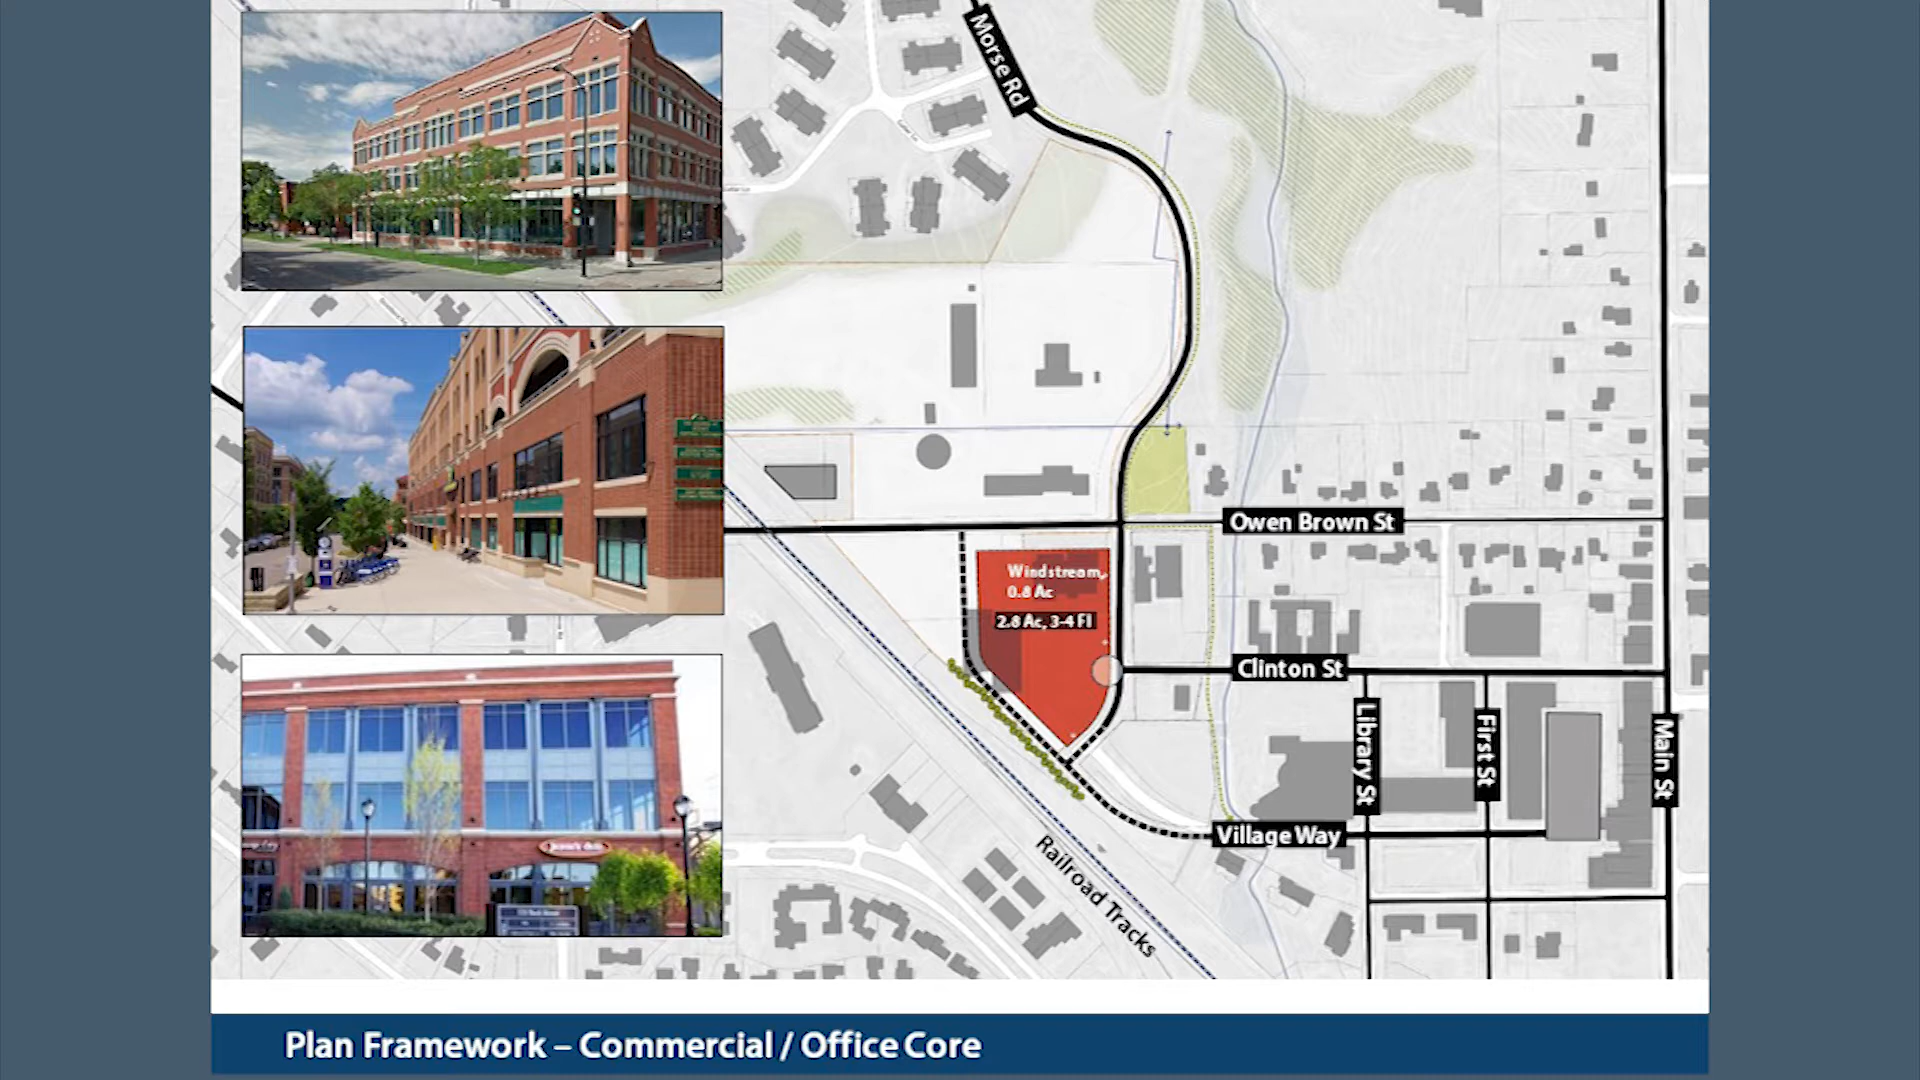 Morse Rd
Owen Brown St
Windstream,
0.8 Ac
2.8 Ac, 3-4 Fl
Clinton St
Library St
First St
Main St
Village Way
Railroad Tracks
Plan Framework – Commercial / Office Core